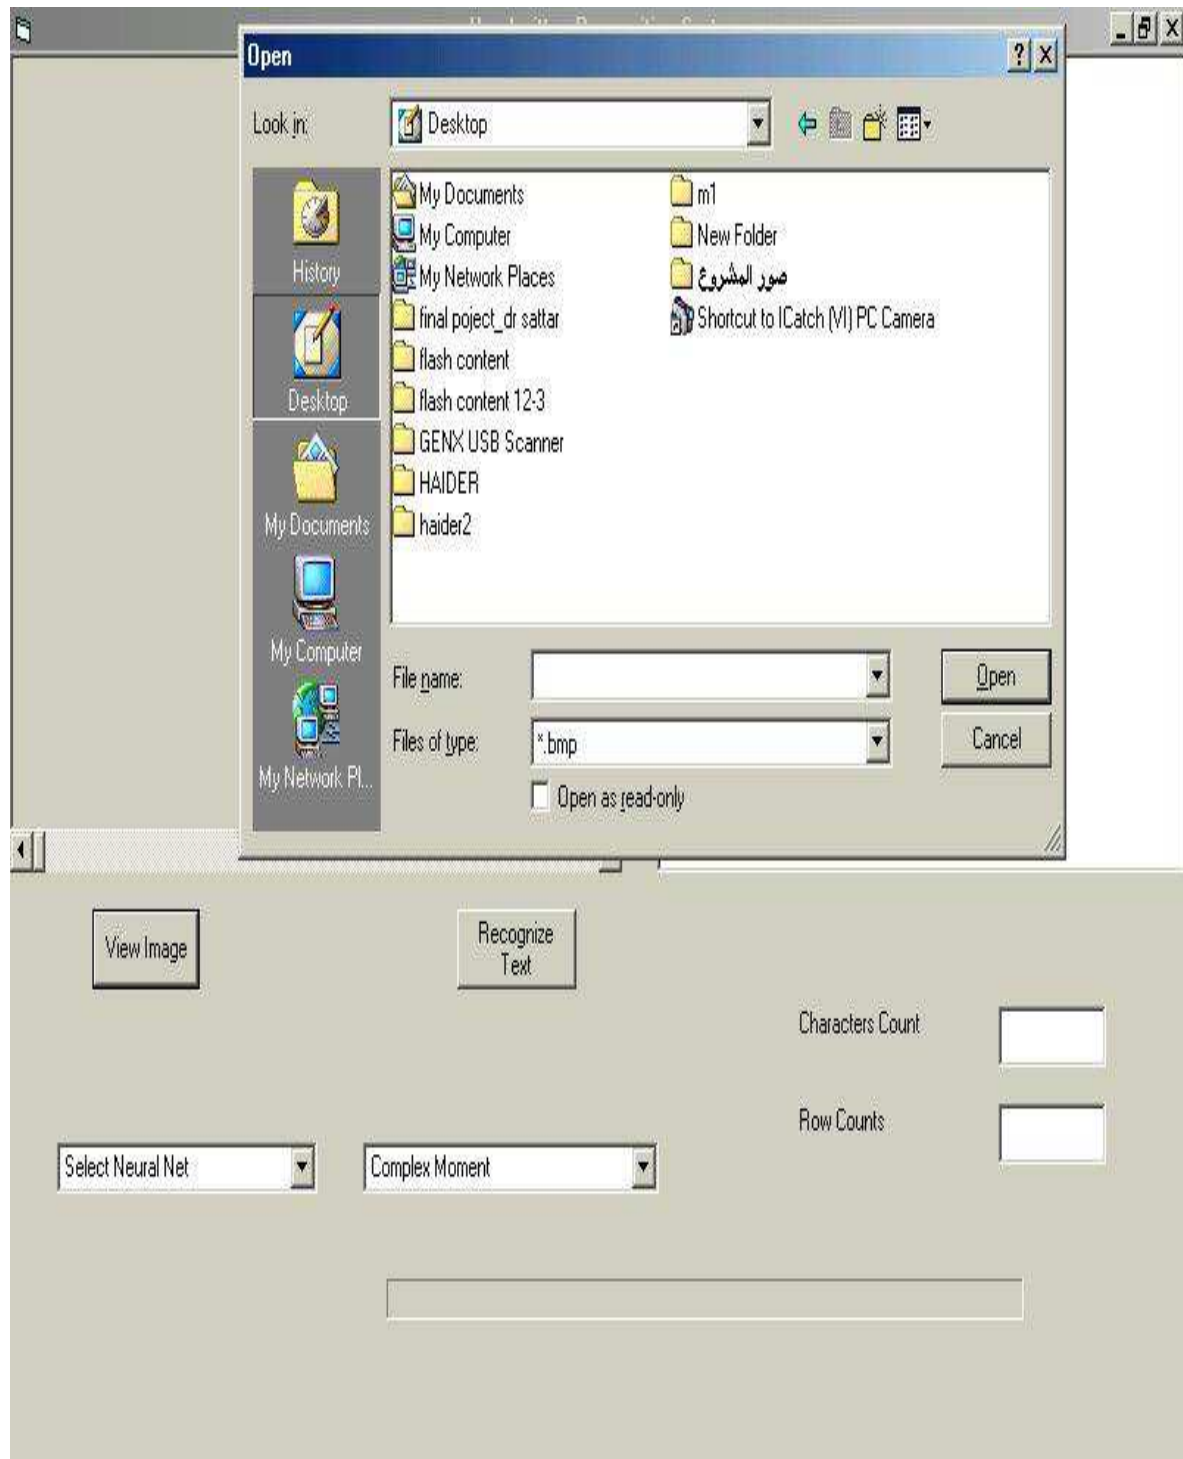 Open
Look in:
Desktop
History
Desktop
My Documents
My Computer
My Network Pl...
My Documents
My Computer
My Network Places
final poject_dr sattar
flash content
flash content 12-3
GENX USB Scanner
HAIDER
haider2
m1
New Folder
صور المشروع
Shortcut to ICatch (VI) PC Camera
File name:
Open
Files of type:
*.bmp
Cancel
Open as read-only
View Image
Recognize
Text
Characters Count
Row Counts
Select Neural Net
Complex Moment